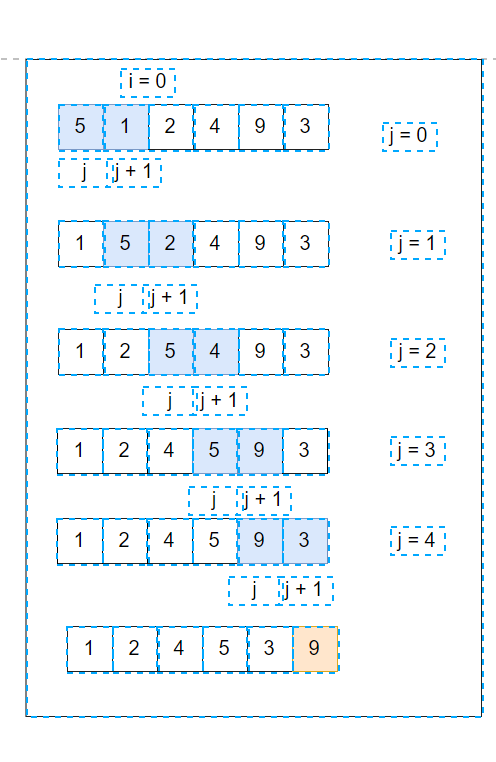 i = 0
5 1 2 4 9 3
j = 0
j j + 1
1 5 2 4 9 3
j = 1
j j + 1
1 2 5 4 9 3
j = 2
j j + 1
1 2 4 5 9 3
j = 3
j j + 1
1 2 4 5 9 3
j = 4
j j + 1
1 2 4 5 3 9